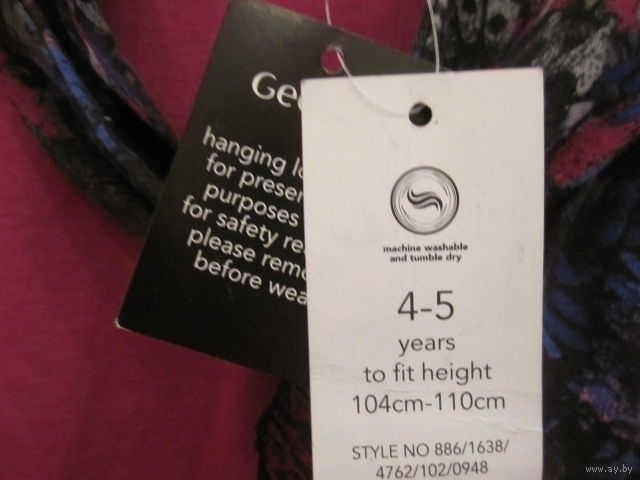 hanging
for
purposes
for safety
please
before
machine washable
and tumble dry
4-5
years
to fit height
104cm-110cm
STYLE NO 886/1638/
4762/102/0948
www.ay.by